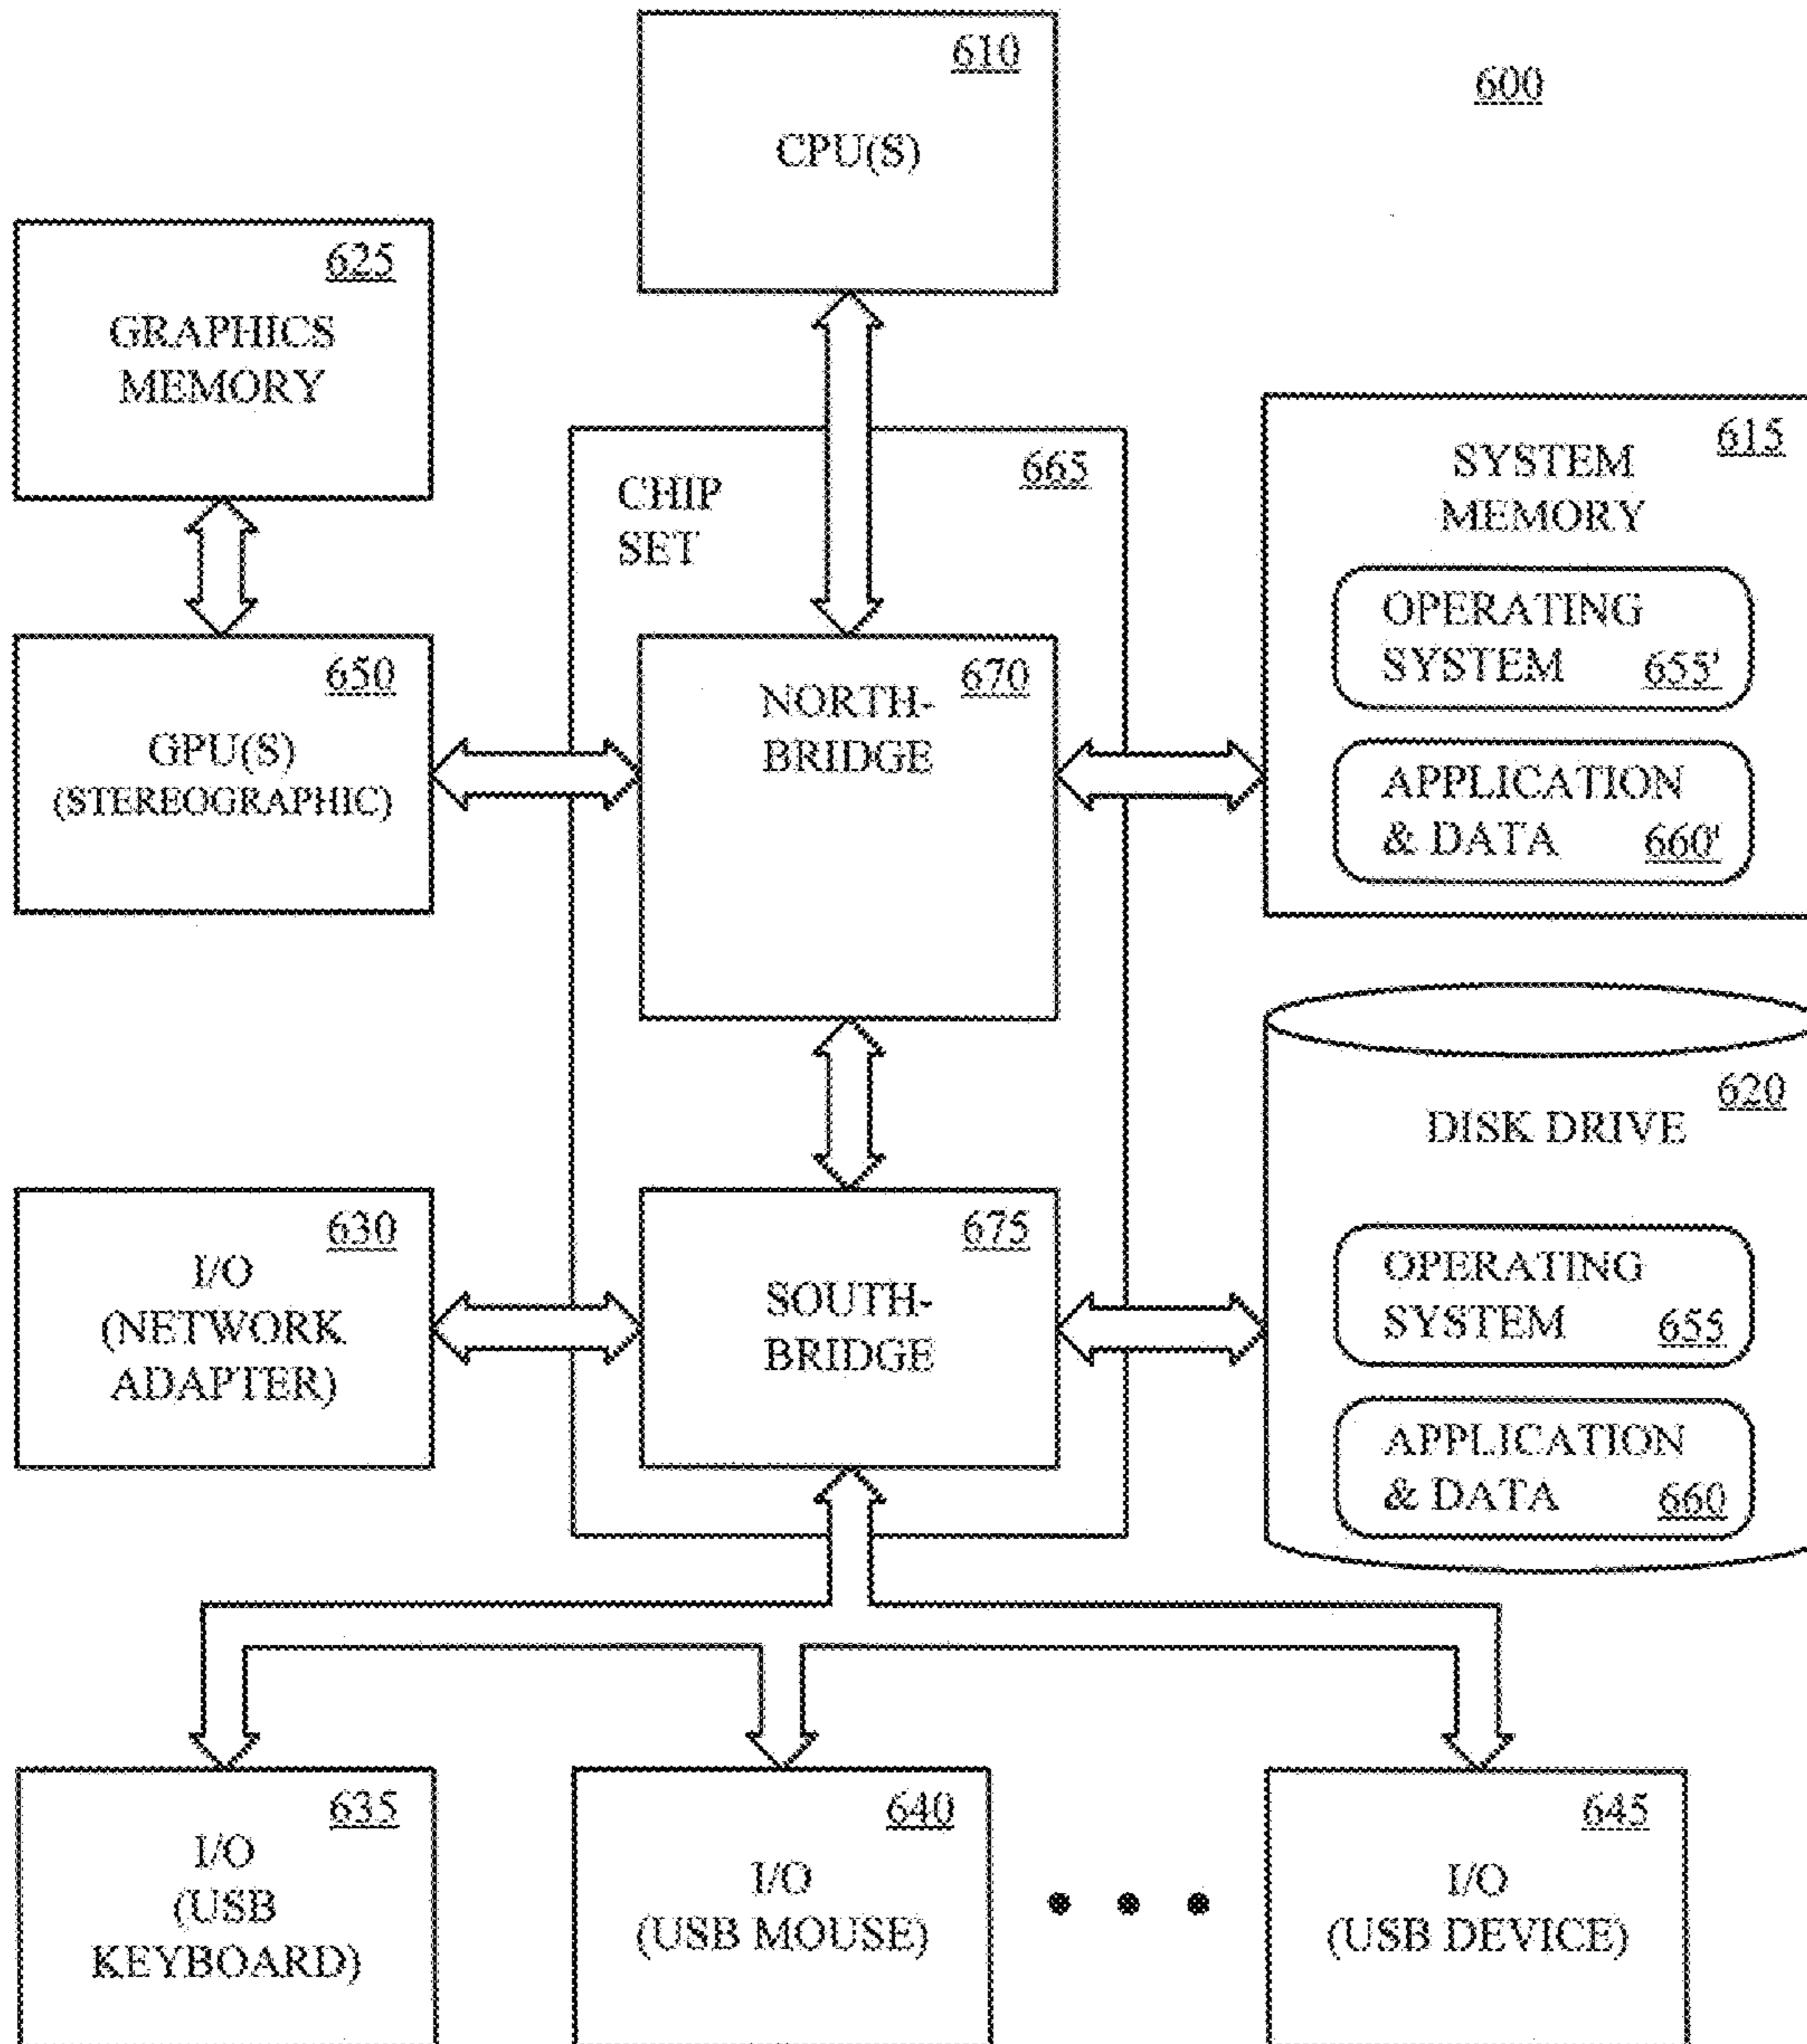 610
CPU(S)
600
625
GRAPHICS
MEMORY
665
CHIP
SET
615
SYSTEM
MEMORY
OPERATING
SYSTEM 655'
APPLICATION
& DATA 660'
650
GPU(S)
(STEREOGRAPHIC)
670
NORTH-
BRIDGE
620
DISK DRIVE
OPERATING
SYSTEM 655
APPLICATION
& DATA 660
630
I/O
(NETWORK
ADAPTER)
675
SOUTH-
BRIDGE
635
I/O
(USB
KEYBOARD)
640
I/O
(USB MOUSE)
645
I/O
(USB DEVICE)